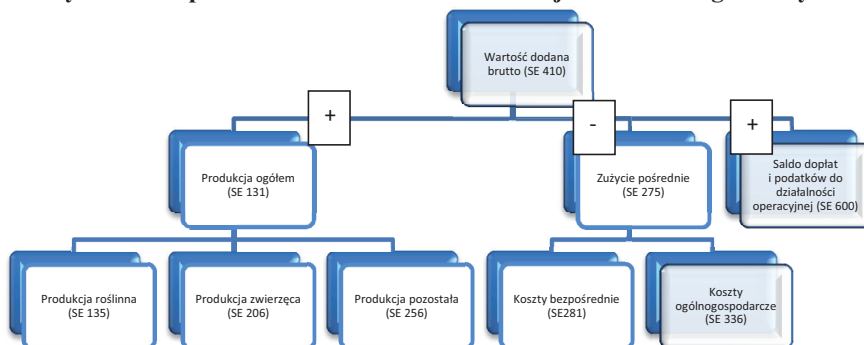 Wartość dodana
brutto (SE 410)
+
-
+
Produkcja ogółem
(SE 131)
Zużycie pośrednie
(SE 275)
Saldo dopłat
i podatków do
działalności
operacyjnej (SE 600)
Produkcja roślinna
(SE 135)
Produkcja zwierzęca
(SE 206)
Produkcja pozostała
(SE 256)
Koszty bezpośrednie
(SE281)
Koszty
ogólnogospodarcze
(SE 336)